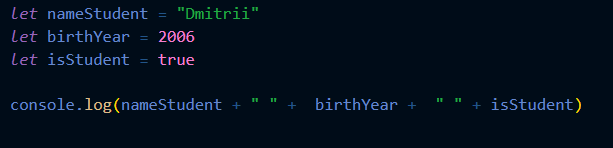 let nameStudent = "Dmitrii"
let birthYear = 2006
let isStudent = true
console.log(nameStudent + " " +  birthYear +  " " + isStudent)